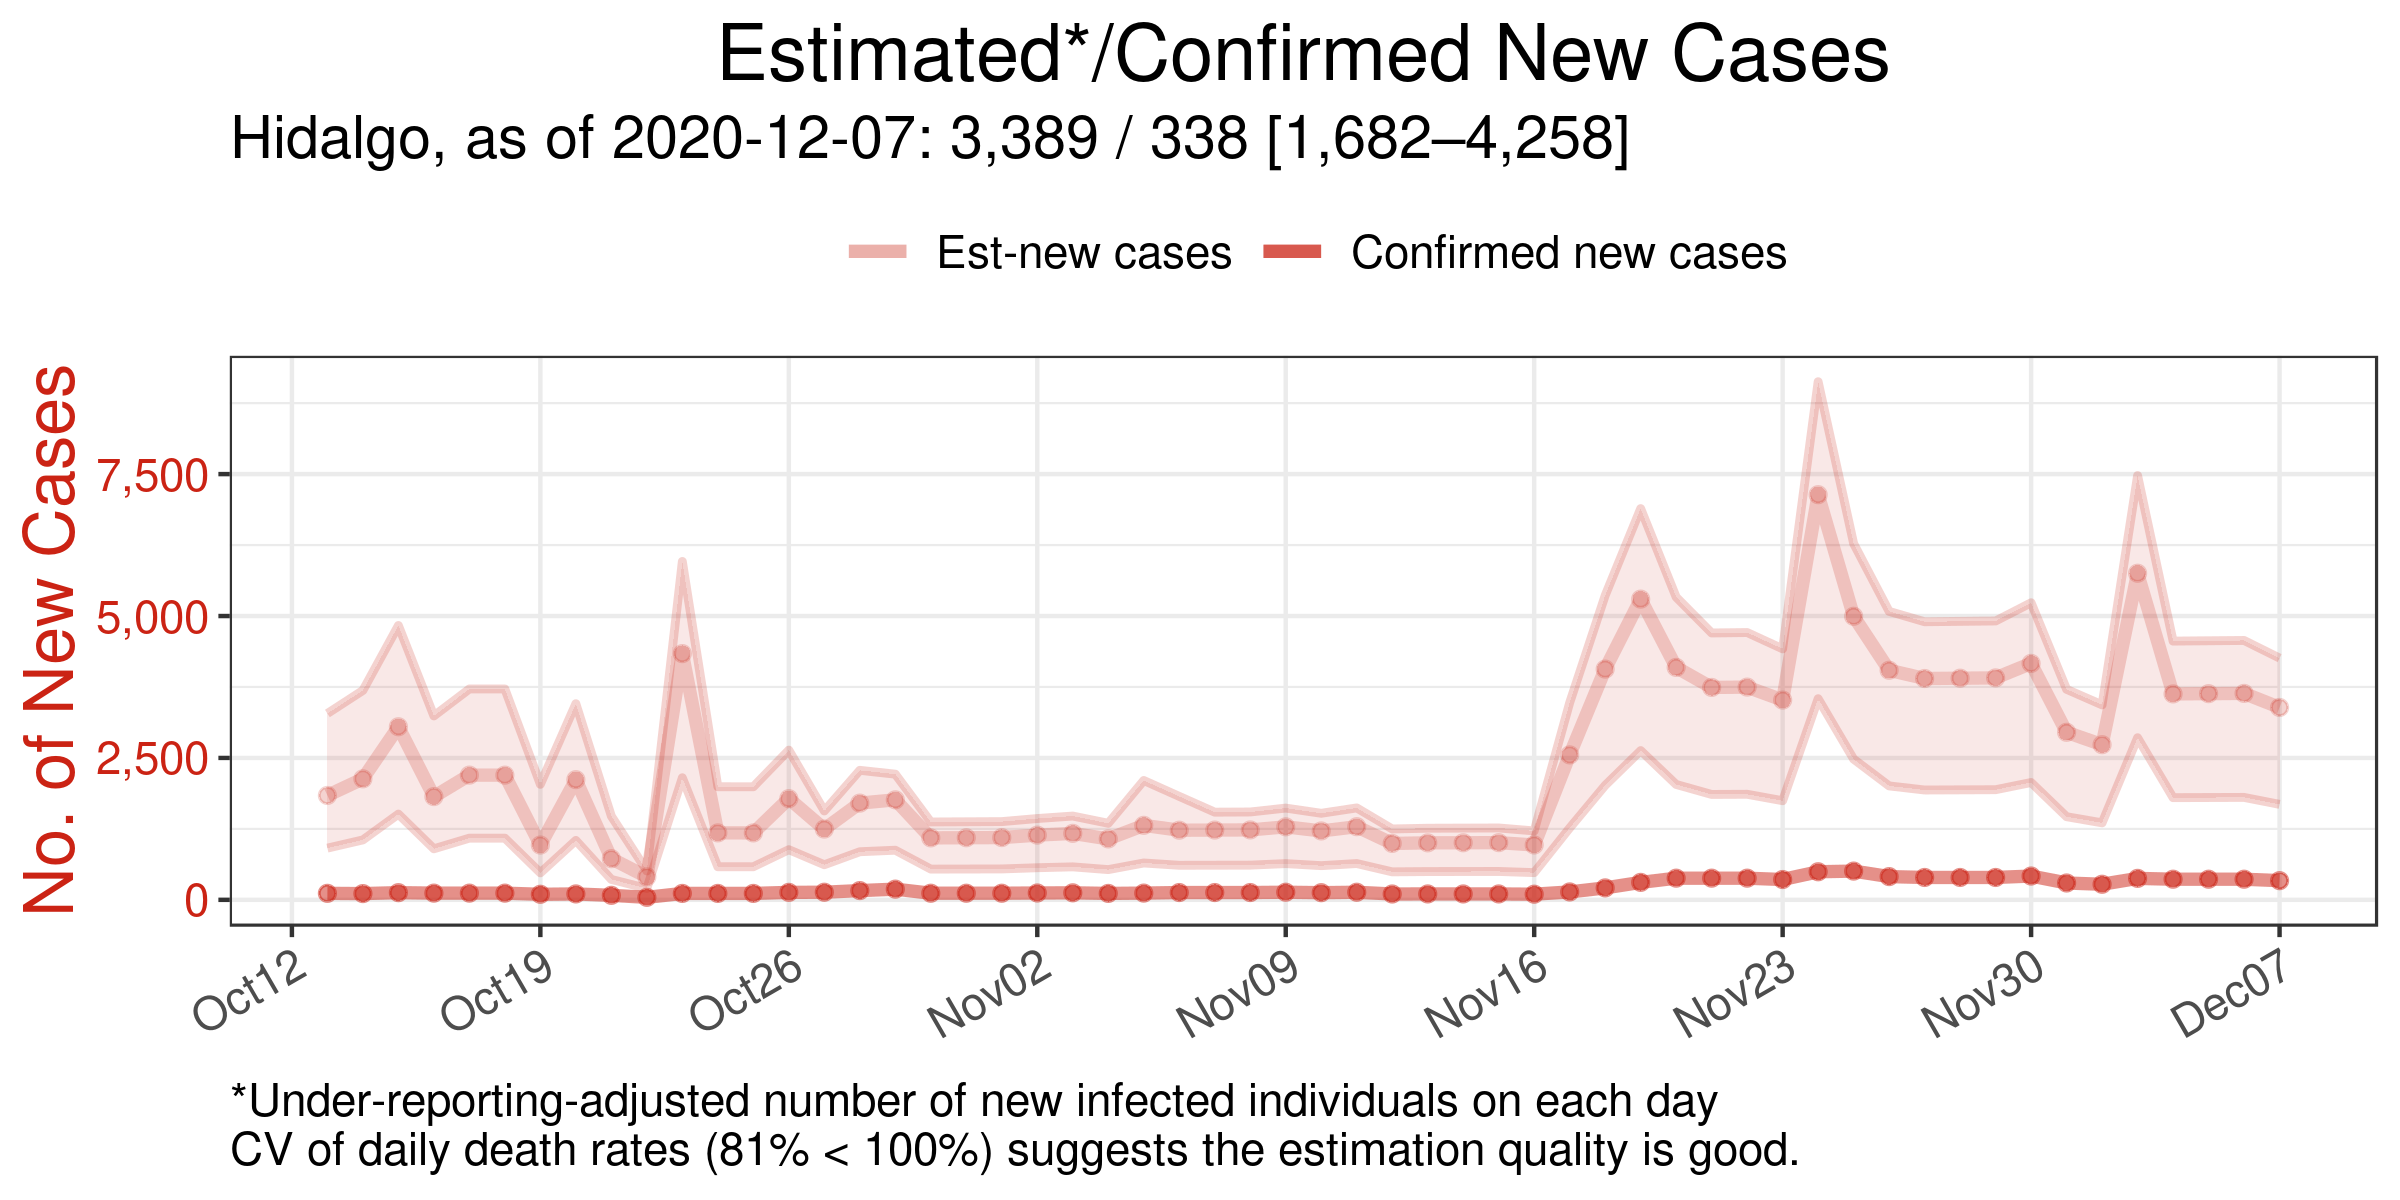 Estimated*/Confirmed New Cases
Hidalgo, as of 2020-12-07: 3,389 / 338 [1,682–4,258]
Est-new cases Confirmed new cases
No. of New Cases
7,500
5,000
2,500
0
Oct12 Oct19 Oct26 Nov02 Nov09 Nov16 Nov23 Nov30 Dec07
*Under-reporting-adjusted number of new infected individuals on each day
CV of daily death rates (81% < 100%) suggests the estimation quality is good.